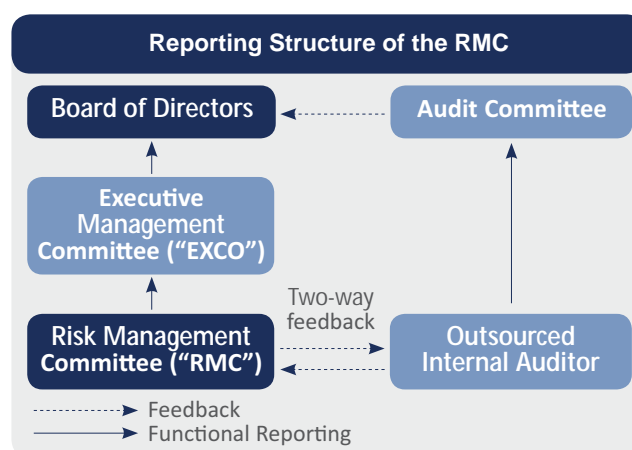 Reporting Structure of the RMC
Board of Directors
Audit Committee
Executive
Management
Committee (“EXCO”)
Two-way
feedback
Risk Management
Committee (“RMC”)
Outsourced
Internal Auditor
Feedback
Functional Reporting